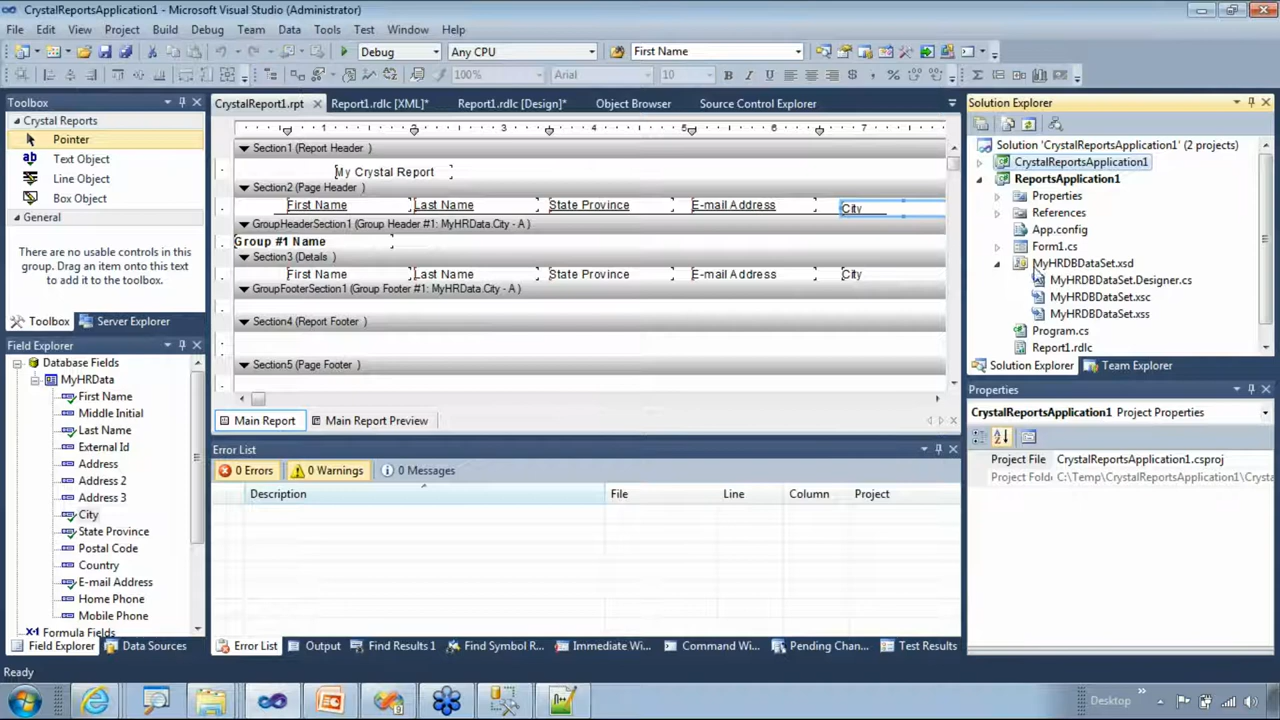 CrystalReportsApplication1 - Microsoft Visual Studio (Administrator)
File Edit View Project Build Debug Team Data Tools Test Window Help
Debug Any CPU First Name
100% Arial 10 B I U $ %
Toolbox
Crystal Reports
Pointer
ab Text Object
Line Object
Box Object
General
There are no usable controls in this
group. Drag an item onto this text
to add it to the toolbox.
Toolbox Server Explorer
Field Explorer
Database Fields
MyHRData
First Name
Middle Initial
Last Name
External Id
Address
Address 2
Address 3
City
State Province
Postal Code
Country
E-mail Address
Home Phone
Mobile Phone
Formula Fields
Field Explorer Data Sources
CrystalReport1.rpt Report1.rdlc [XML]* Report1.rdlc [Design]* Object Browser Source Control Explorer
1 2 3 4 5 6 7
Section1 (Report Header )
My Crystal Report
Section2 (Page Header )
First Name Last Name State Province E-mail Address City
GroupHeaderSection1 (Group Header #1: MyHRData.City - A )
Group #1 Name
Section3 (Details )
First Name Last Name State Province E-mail Address City
GroupFooterSection1 (Group Footer #1: MyHRData.City - A )
Section4 (Report Footer )
Section5 (Page Footer )
Main Report Main Report Preview
Error List
0 Errors 0 Warnings 0 Messages
Description File Line Column Project
Error List Output Find Results 1 Find Symbol R... Immediate Wi... Command Wi... Pending Chan... Test Results
Solution Explorer
Solution 'CrystalReportsApplication1' (2 projects)
CrystalReportsApplication1
ReportsApplication1
Properties
References
App.config
Form1.cs
MyHRDBDataSet.xsd
MyHRDBDataSet.Designer.cs
MyHRDBDataSet.xsc
MyHRDBDataSet.xss
Program.cs
Report1.rdlc
Solution Explorer Team Explorer
Properties
CrystalReportsApplication1 Project Properties
Project File CrystalReportsApplication1.csproj
Project Folde C:\Temp\CrystalReportsApplication1\Crysta
Ready
Desktop